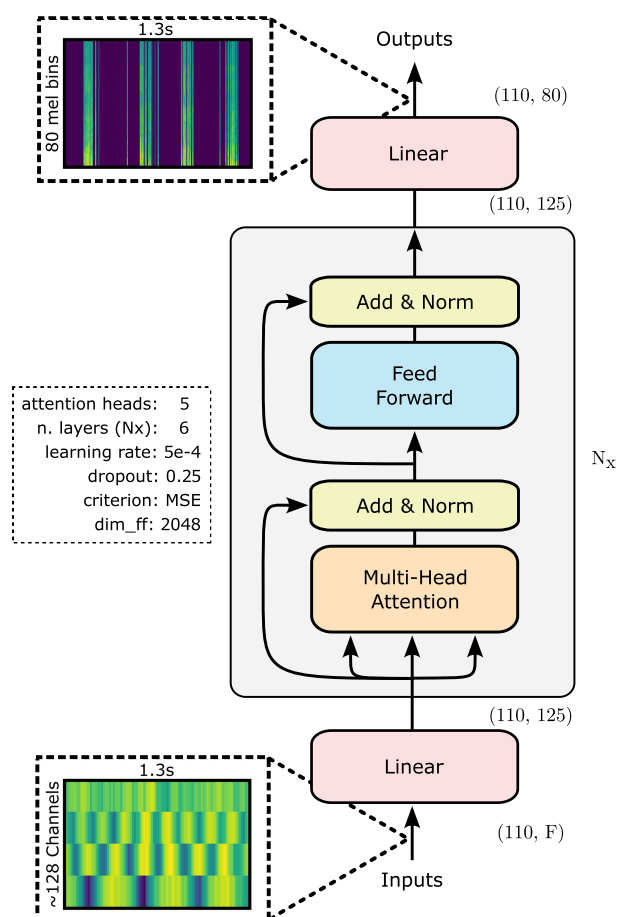 1.3s
80 mel bins
Outputs
(110, 80)
Linear
(110, 125)
Add & Norm
Feed
Forward
attention heads: 5
n. layers (Nx): 6
learning rate: 5e-4
dropout: 0.25
criterion: MSE
dim_ff: 2048
N_X
Add & Norm
Multi-Head
Attention
(110, 125)
Linear
1.3s
~128 Channels
(110, F)
Inputs